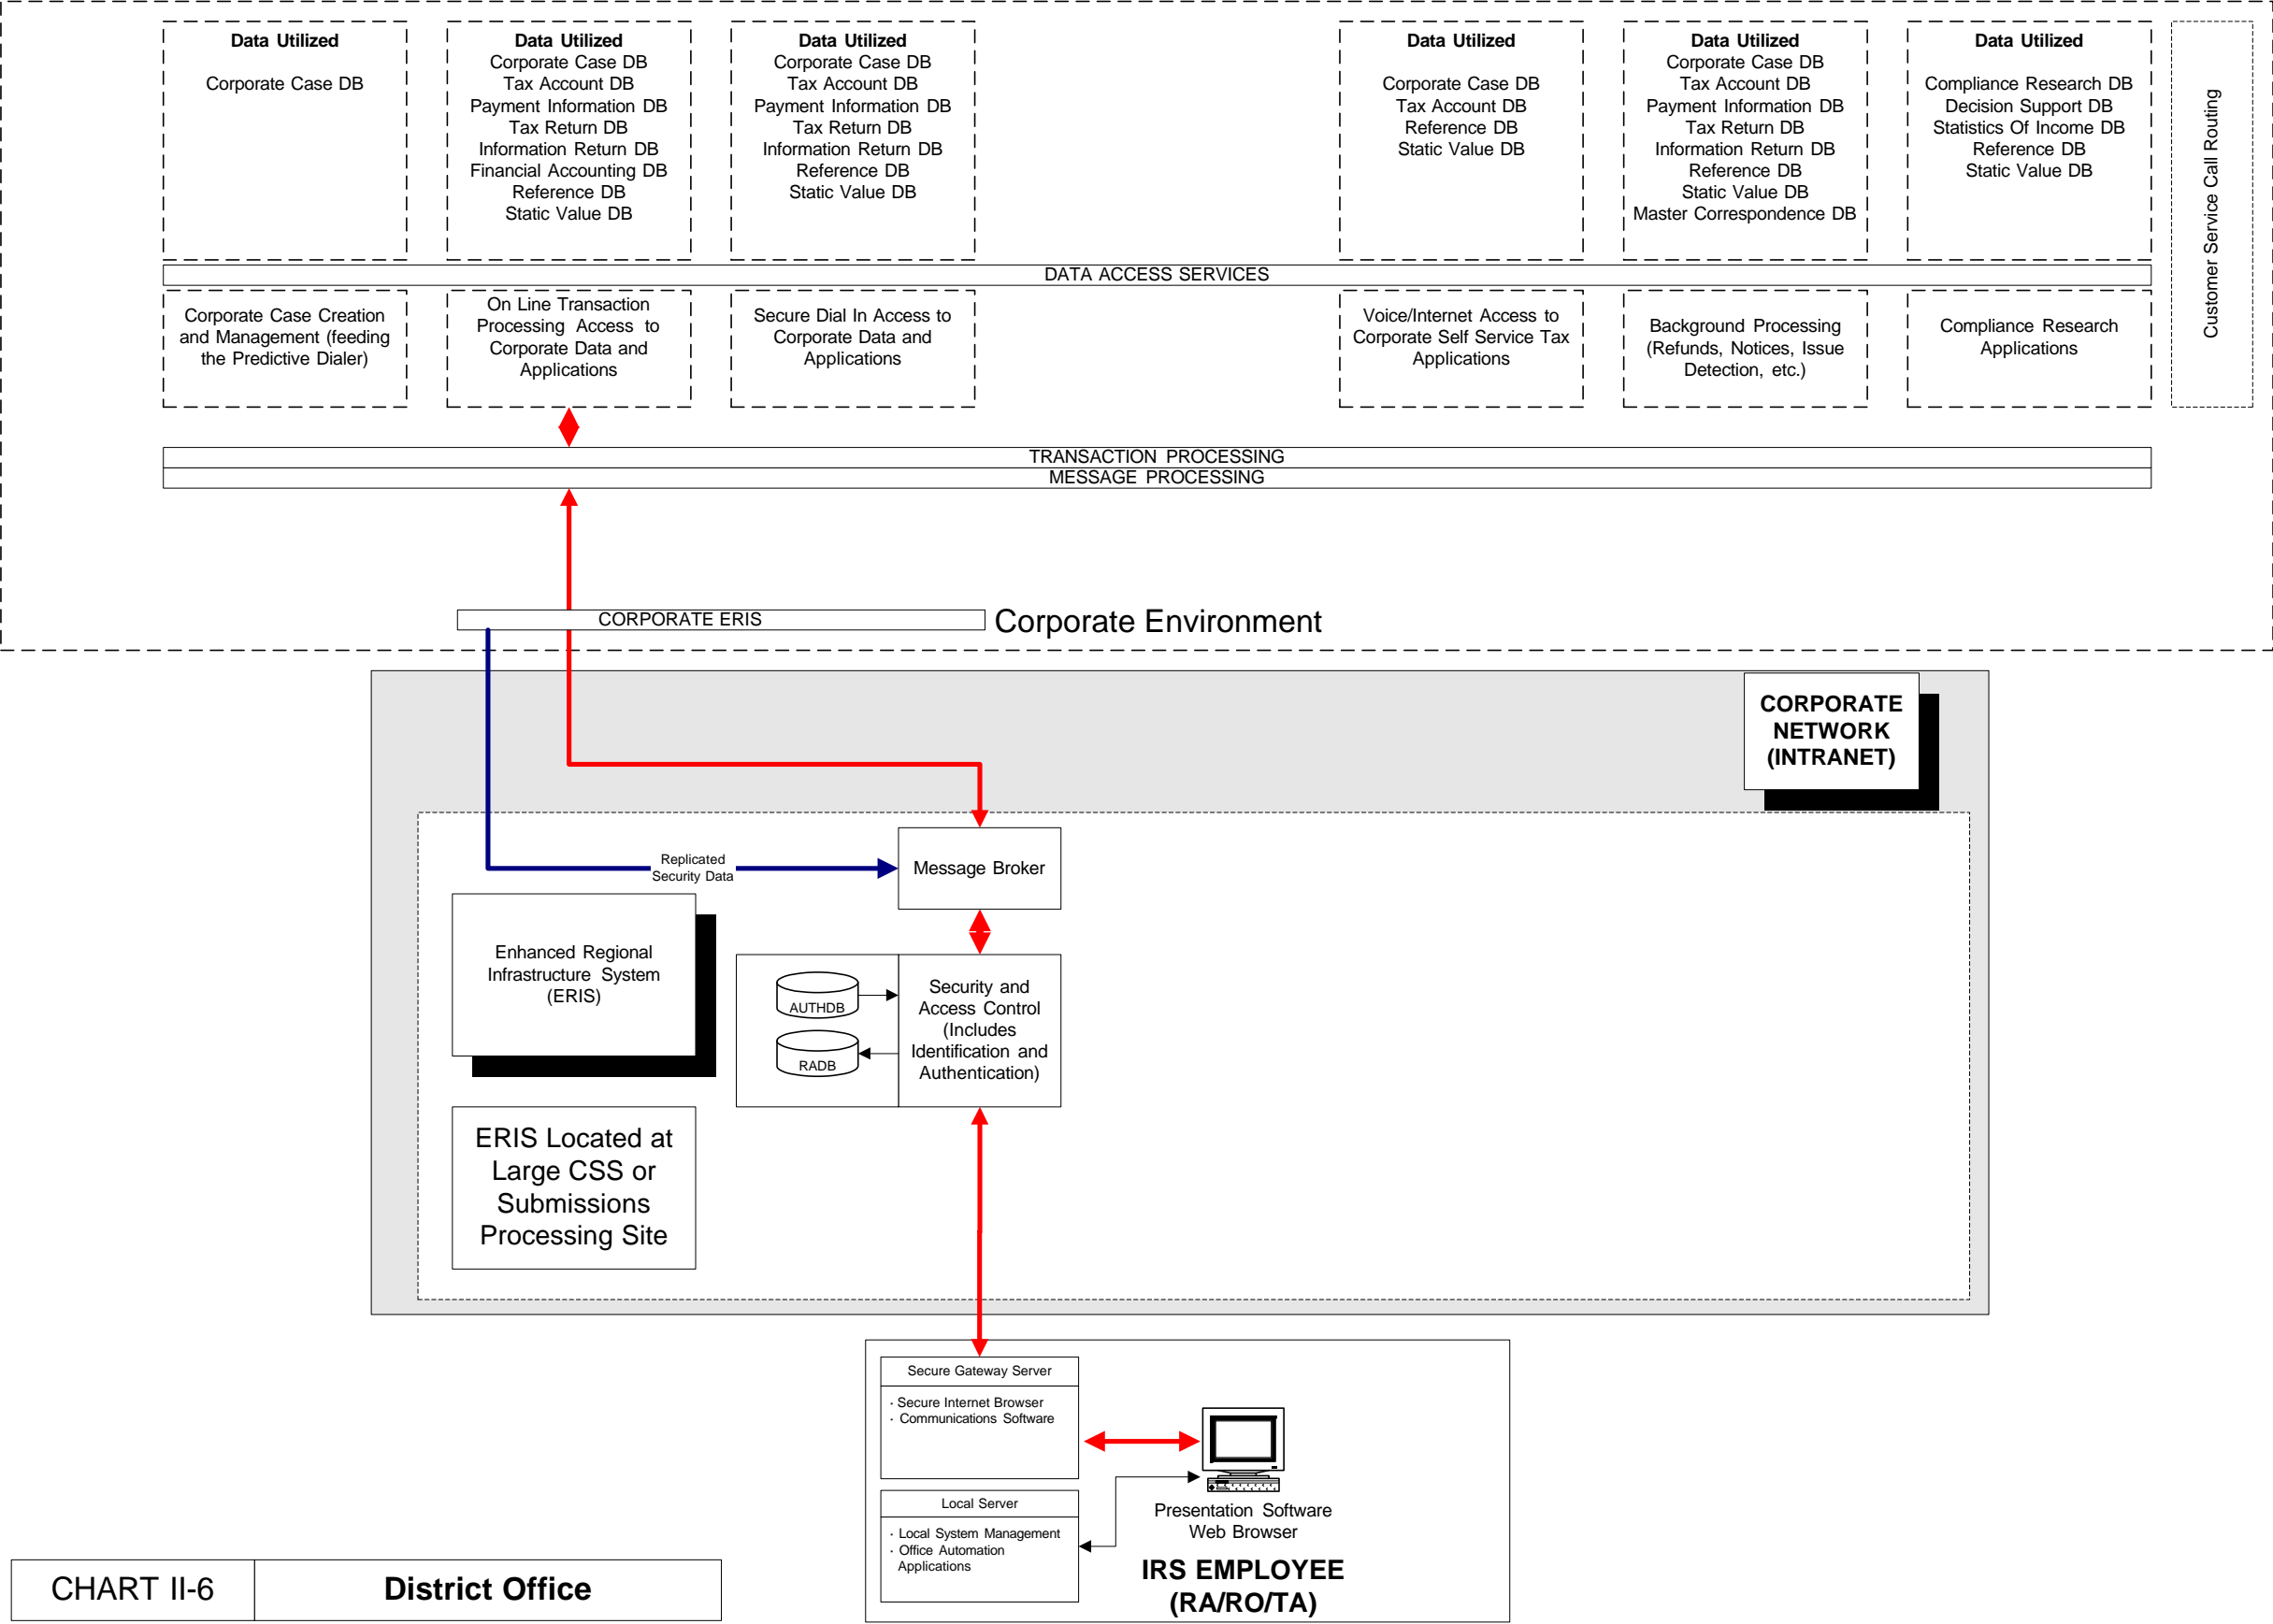 Data Utilized
Corporate Case DB
Data Utilized
Corporate Case DB
Tax Account DB
Payment Information DB
Tax Return DB
Information Return DB
Financial Accounting DB
Reference DB
Static Value DB
Data Utilized
Corporate Case DB
Tax Account DB
Payment Information DB
Tax Return DB
Information Return DB
Reference DB
Static Value DB
Data Utilized
Corporate Case DB
Tax Account DB
Reference DB
Static Value DB
Data Utilized
Corporate Case DB
Tax Account DB
Payment Information DB
Tax Return DB
Information Return DB
Reference DB
Static Value DB
Master Correspondence DB
Data Utilized
Compliance Research DB
Decision Support DB
Statistics Of Income DB
Reference DB
Static Value DB
Customer Service Call Routing
DATA ACCESS SERVICES
Corporate Case Creation
and Management (feeding
the Predictive Dialer)
On Line Transaction
Processing Access to
Corporate Data and
Applications
Secure Dial In Access to
Corporate Data and
Applications
Voice/Internet Access to
Corporate Self Service Tax
Applications
Background Processing
(Refunds, Notices, Issue
Detection, etc.)
Compliance Research
Applications
TRANSACTION PROCESSING
MESSAGE PROCESSING
CORPORATE ERIS
Corporate Environment
CORPORATE
NETWORK
(INTRANET)
Replicated
Security Data
Message Broker
Enhanced Regional
Infrastructure System
(ERIS)
AUTHDB
RADB
Security and
Access Control
(Includes
Identification and
Authentication)
ERIS Located at
Large CSS or
Submissions
Processing Site
Secure Gateway Server
· Secure Internet Browser
· Communications Software
Local Server
· Local System Management
· Office Automation
Applications
Presentation Software
Web Browser
IRS EMPLOYEE
(RA/RO/TA)
CHART II-6
District Office